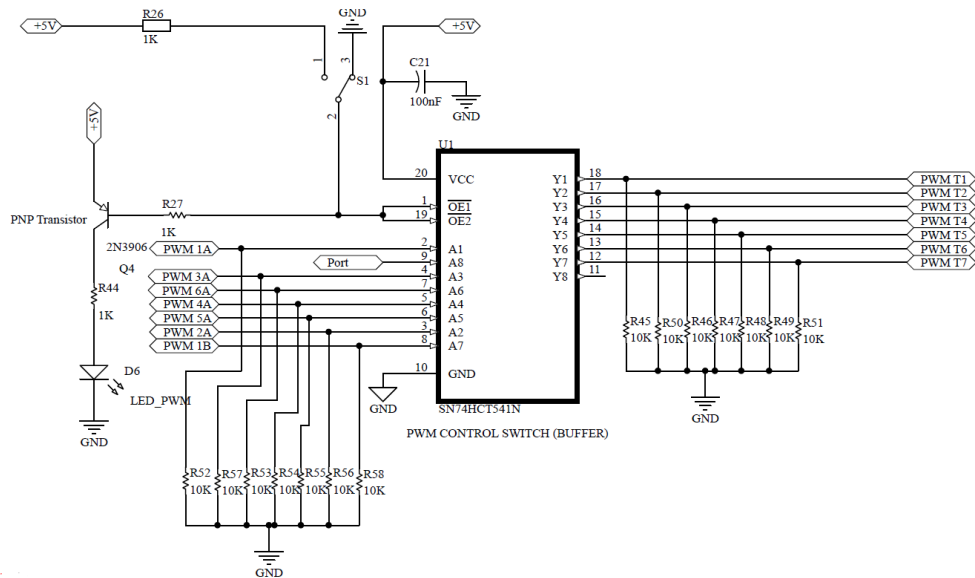 R26
GND
+5V
1K
+5V
1
3
S1
C21
2
100nF
GND
+5V
U1
20
VCC
Y1
18
PWM T1
Y2
17
PWM T2
1
OE1
Y3
16
PWM T3
PNP Transistor
R27
19
OE2
Y4
15
PWM T4
1K
Y5
14
PWM T5
2N3906
PWM 1A
2
A1
Y6
13
PWM T6
Q4
Port
9
A8
Y7
12
PWM T7
PWM 3A
4
A3
Y8
11
R44
PWM 6A
7
A6
1K
PWM 4A
5
A4
PWM 5A
6
A5
R45
R50
R46
R47
R48
R49
R51
PWM 2A
3
A2
10K
10K
10K
10K
10K
10K
10K
PWM 1B
8
A7
D6
10
GND
LED_PWM
GND
GND
SN74HCT541N
GND
PWM CONTROL SWITCH (BUFFER)
R52
R57
R53
R54
R55
R56
R58
10K
10K
10K
10K
10K
10K
10K
GND